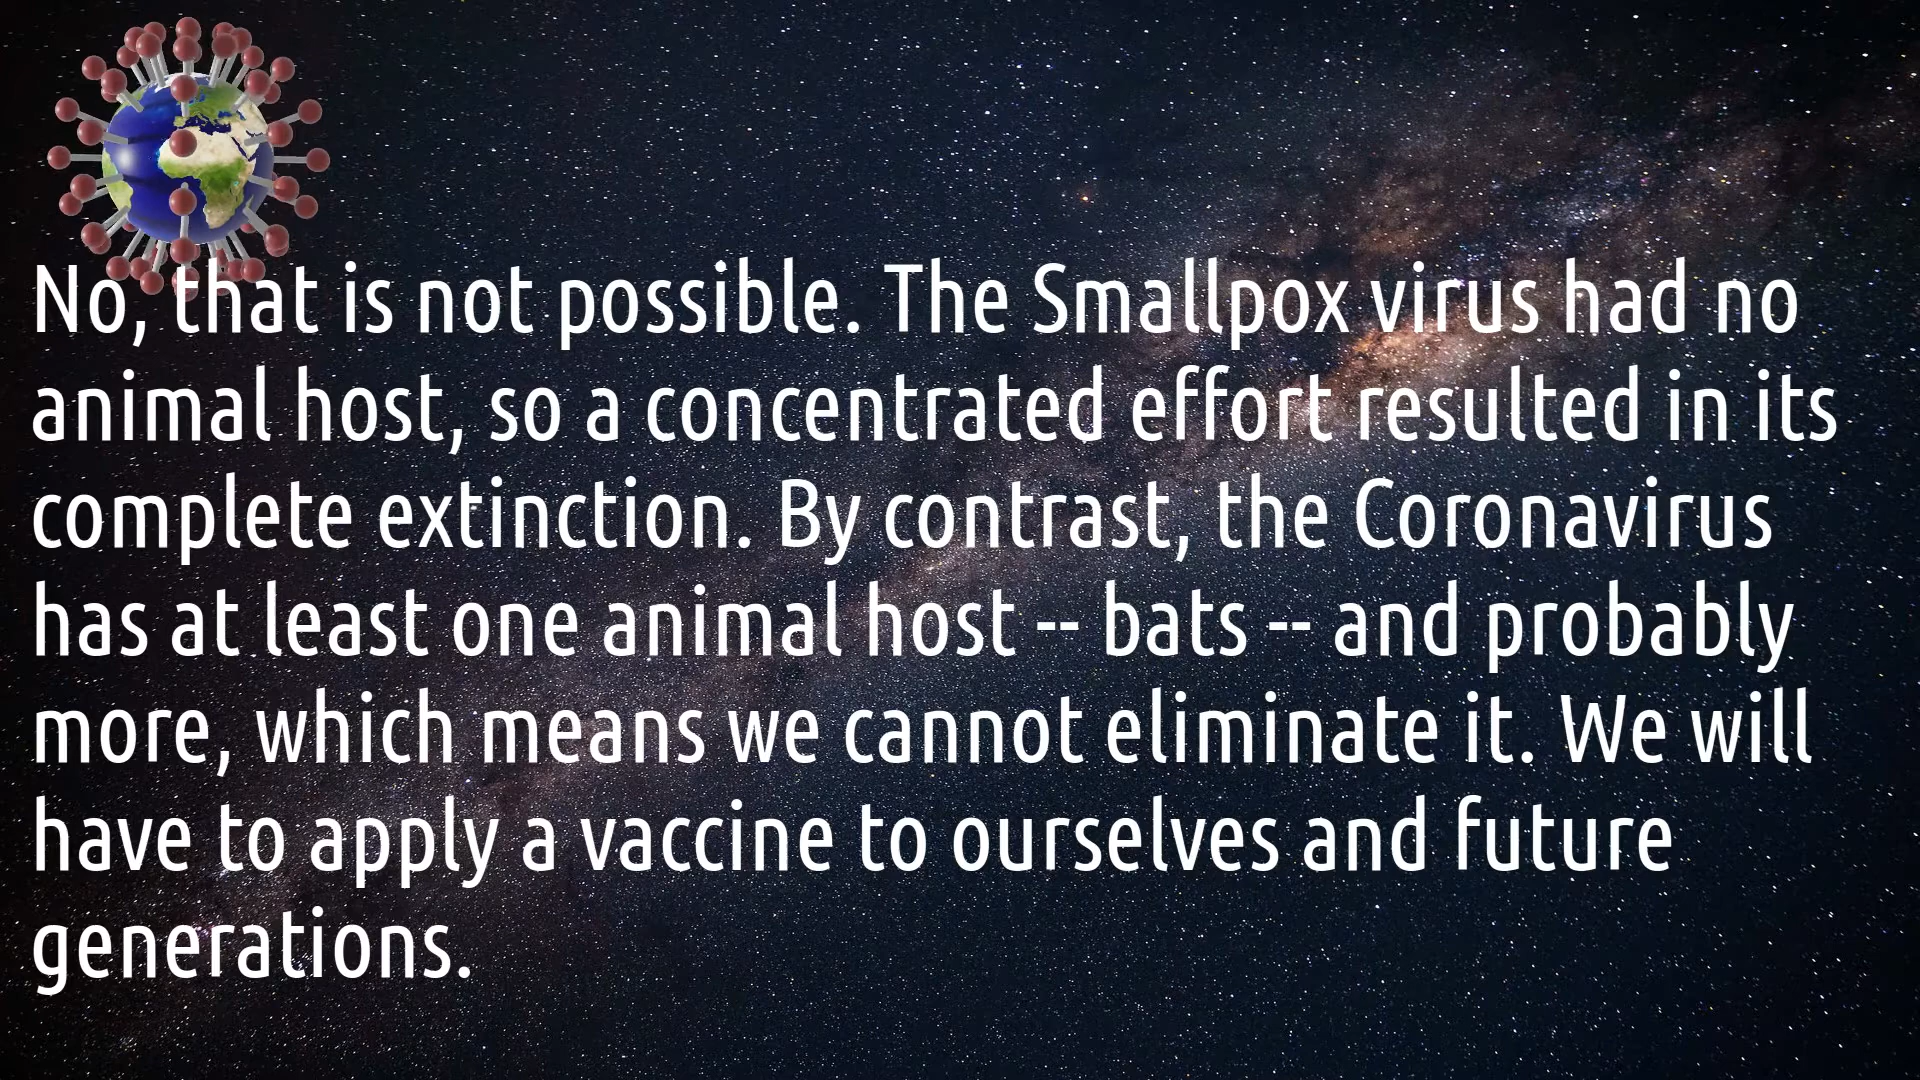 No, that is not possible. The Smallpox virus had no
animal host, so a concentrated effort resulted in its
complete extinction. By contrast, the Coronavirus
has at least one animal host -- bats -- and probably
more, which means we cannot eliminate it. We will
have to apply a vaccine to ourselves and future
generations.